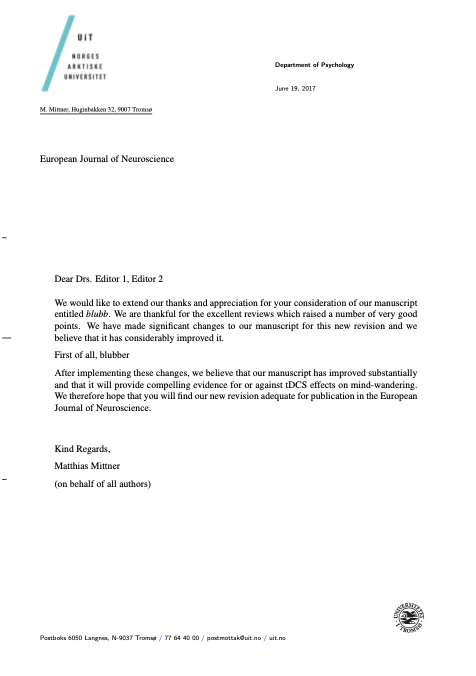 UiT
NORGES
ARKTISKE
UNIVERSITET
Department of Psychology
June 19, 2017
M. Mittner, Huginbakken 32, 9007 Tromsø
European Journal of Neuroscience
Dear Drs. Editor 1, Editor 2
We would like to extend our thanks and appreciation for your consideration of our manuscript
entitled blubb. We are thankful for the excellent reviews which raised a number of very good
points. We have made significant changes to our manuscript for this new revision and we
believe that it has considerably improved it.
First of all, blubber
After implementing these changes, we believe that our manuscript has improved substantially
and that it will provide compelling evidence for or against tDCS effects on mind-wandering.
We therefore hope that you will find our new revision adequate for publication in the European
Journal of Neuroscience.
Kind Regards,
Matthias Mittner
(on behalf of all authors)
UNIVERSITETET
I TROMSØ
Postboks 6050 Langnes, N-9037 Tromsø / 77 64 40 00 / postmottak@uit.no / uit.no